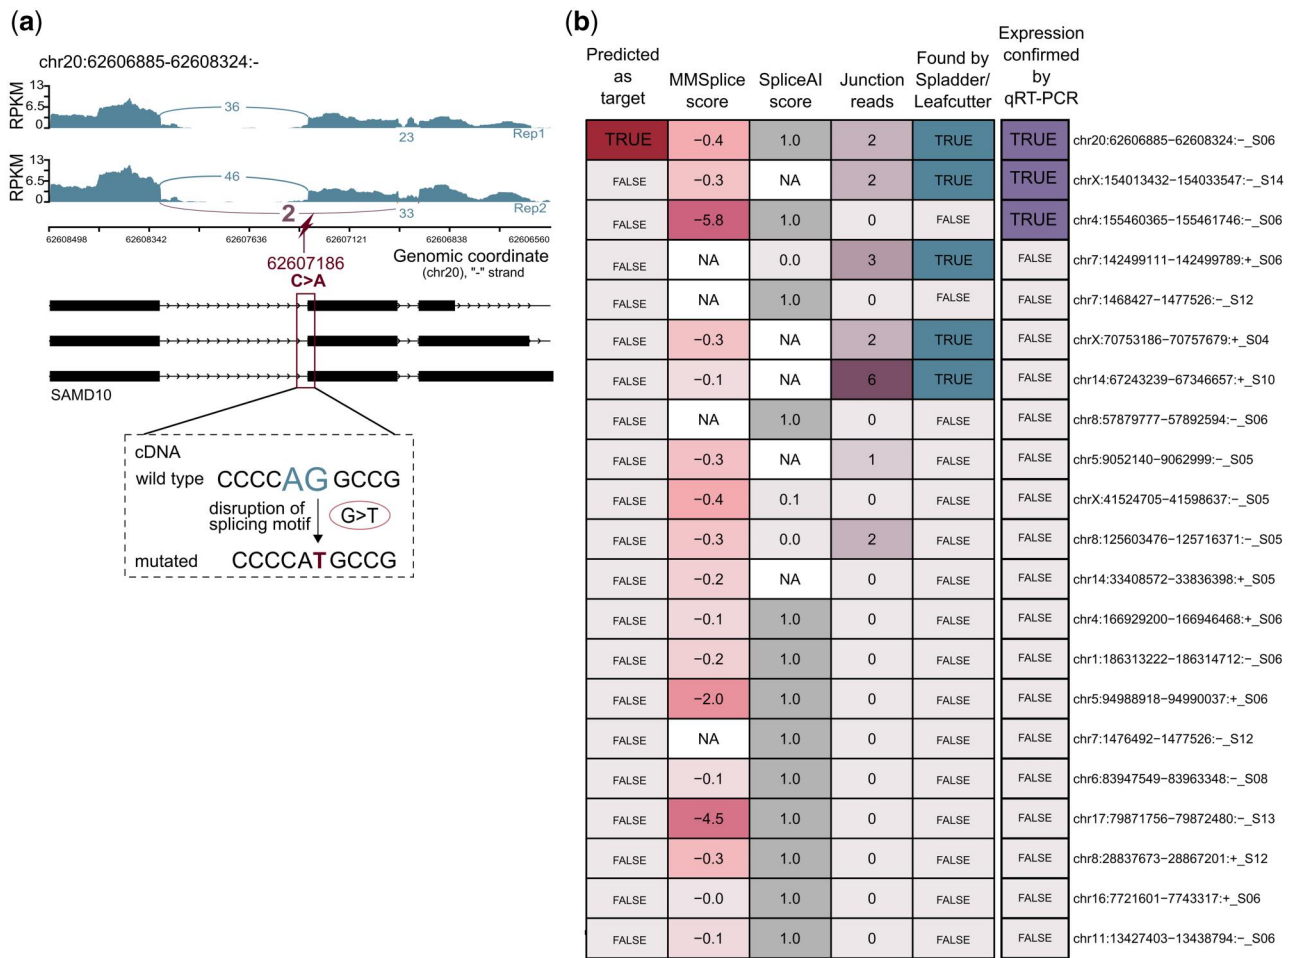 (a)
chr20:62606885-62608324:-
RPKM
13
6.5
0
36
23
Rep1
RPKM
13
6.5
0
46
2
33
Rep2
62608498 62608342 62607636 62607121 62606838 62606560
62607186
C>A
Genomic coordinate
(chr20), "-" strand
SAMD10
cDNA
wild type CCCCAG GCCG
disruption of
splicing motif
G>T
mutated CCCCATGCCG
(b)
Predicted
as
target
MMSplice
score
SpliceAI
score
Junction
reads
Found by
Spladder/
Leafcutter
Expression
confirmed
by
qRT-PCR
TRUE −0.4 1.0 2 TRUE TRUE chr20:62606885−62608324:−_S06
FALSE −0.3 NA 2 TRUE TRUE chrX:154013432−154033547:−_S14
FALSE −5.8 1.0 0 FALSE TRUE chr4:155460365−155461746:−_S06
FALSE NA 0.0 3 TRUE FALSE chr7:142499111−142499789:+_S06
FALSE NA 1.0 0 FALSE FALSE chr7:1468427−1477526:−_S12
FALSE −0.3 NA 2 TRUE FALSE chrX:70753186−70757679:+_S04
FALSE −0.1 NA 6 TRUE FALSE chr14:67243239−67346657:+_S10
FALSE NA 1.0 0 FALSE FALSE chr8:57879777−57892594:−_S06
FALSE −0.3 NA 1 FALSE FALSE chr5:9052140−9062999:−_S05
FALSE −0.4 0.1 0 FALSE FALSE chrX:41524705−41598637:−_S05
FALSE −0.3 0.0 2 FALSE FALSE chr8:125603476−125716371:−_S05
FALSE −0.2 NA 0 FALSE FALSE chr14:33408572−33836398:+_S05
FALSE −0.1 1.0 0 FALSE FALSE chr4:166929200−166946468:+_S06
FALSE −0.2 1.0 0 FALSE FALSE chr1:186313222−186314712:−_S06
FALSE −2.0 1.0 0 FALSE FALSE chr5:94988918−94990037:+_S06
FALSE NA 1.0 0 FALSE FALSE chr7:1476492−1477526:−_S12
FALSE −0.1 1.0 0 FALSE FALSE chr6:83947549−83963348:−_S08
FALSE −4.5 1.0 0 FALSE FALSE chr17:79871756−79872480:−_S13
FALSE −0.3 1.0 0 FALSE FALSE chr8:28837673−28867201:+_S12
FALSE −0.0 1.0 0 FALSE FALSE chr16:7721601−7743317:+_S06
FALSE −0.1 1.0 0 FALSE FALSE chr11:13427403−13438794:−_S06